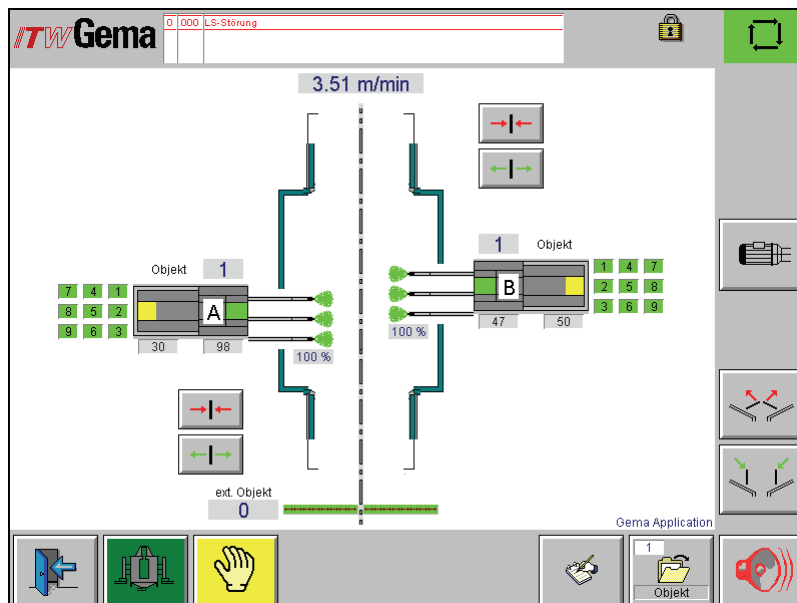 ITWGema
0 000 LS-Störung
3.51 m/min
1 Objekt
Objekt 1
1 4 7
7 4 1
B
2 5 8
8 5 2
A
3 6 9
9 6 3
47 50
100 %
30 98
100 %
ext. Objekt
0
Gema Application
1
Objekt